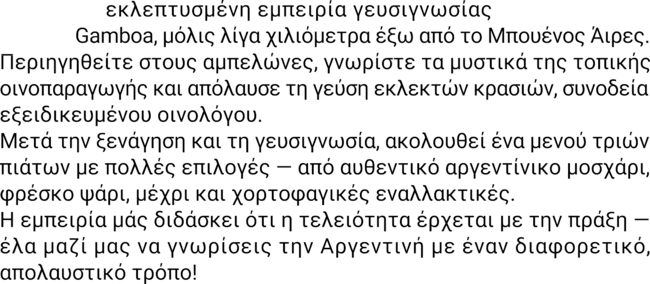 εκλεπτυσμένη εμπειρία γευσιγνωσίας
Gamboa, μόλις λίγα χιλιόμετρα έξω από το Μπουένος Άιρες.
Περιηγηθείτε στους αμπελώνες, γνωρίστε τα μυστικά της τοπικής
οινοπαραγωγής και απόλαυσε τη γεύση εκλεκτών κρασιών, συνοδεία
εξειδικευμένου οινολόγου.
Μετά την ξενάγηση και τη γευσιγνωσία, ακολουθεί ένα μενού τριών
πιάτων με πολλές επιλογές — από αυθεντικό αργεντίνικο μοσχάρι,
φρέσκο ψάρι, μέχρι και χορτοφαγικές εναλλακτικές.
Η εμπειρία μάς διδάσκει ότι η τελειότητα έρχεται με την πράξη —
έλα μαζί μας να γνωρίσεις την Αργεντινή με έναν διαφορετικό,
απολαυστικό τρόπο!